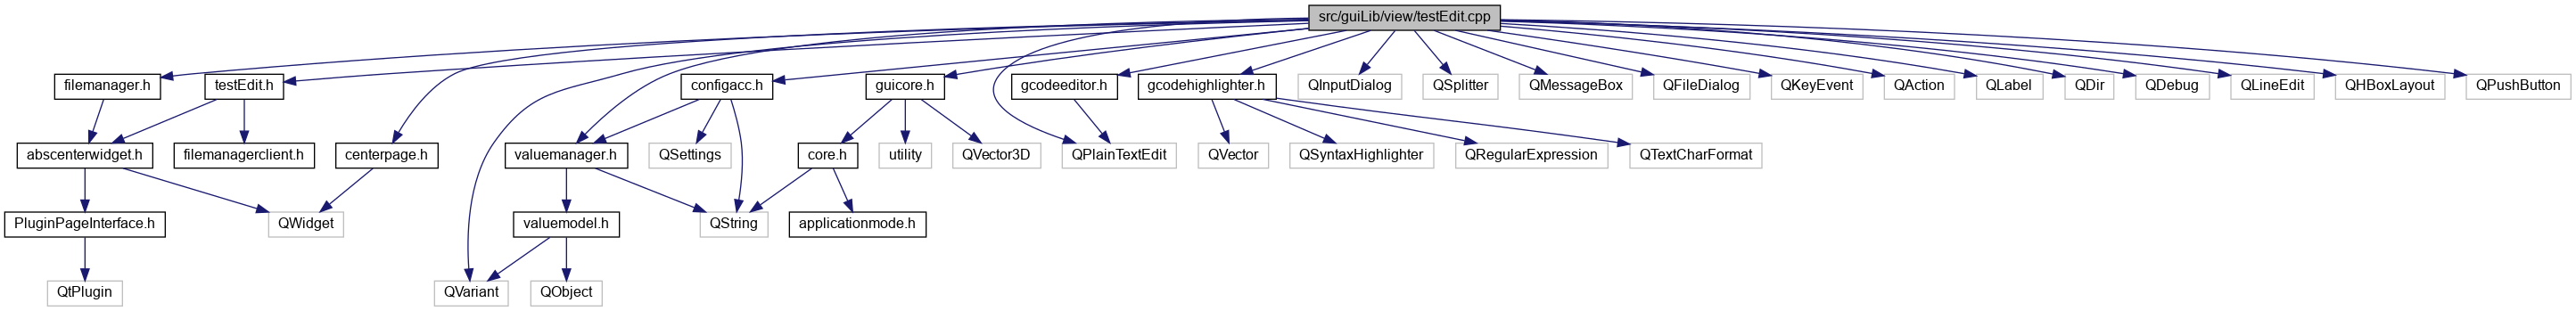 src/guiLib/view/testEdit.cpp
filemanager.h
testEdit.h
configacc.h
guicore.h
gcodeeditor.h
gcodehighlighter.h
QInputDialog
QSplitter
QMessageBox
QFileDialog
QKeyEvent
QAction
QLabel
QDir
QDebug
QLineEdit
QHBoxLayout
QPushButton
abscenterwidget.h
filemanagerclient.h
centerpage.h
valuemanager.h
QSettings
core.h
utility
QVector3D
QPlainTextEdit
QVector
QSyntaxHighlighter
QRegularExpression
QTextCharFormat
PluginPageInterface.h
QWidget
valuemodel.h
QString
applicationmode.h
QtPlugin
QVariant
QObject